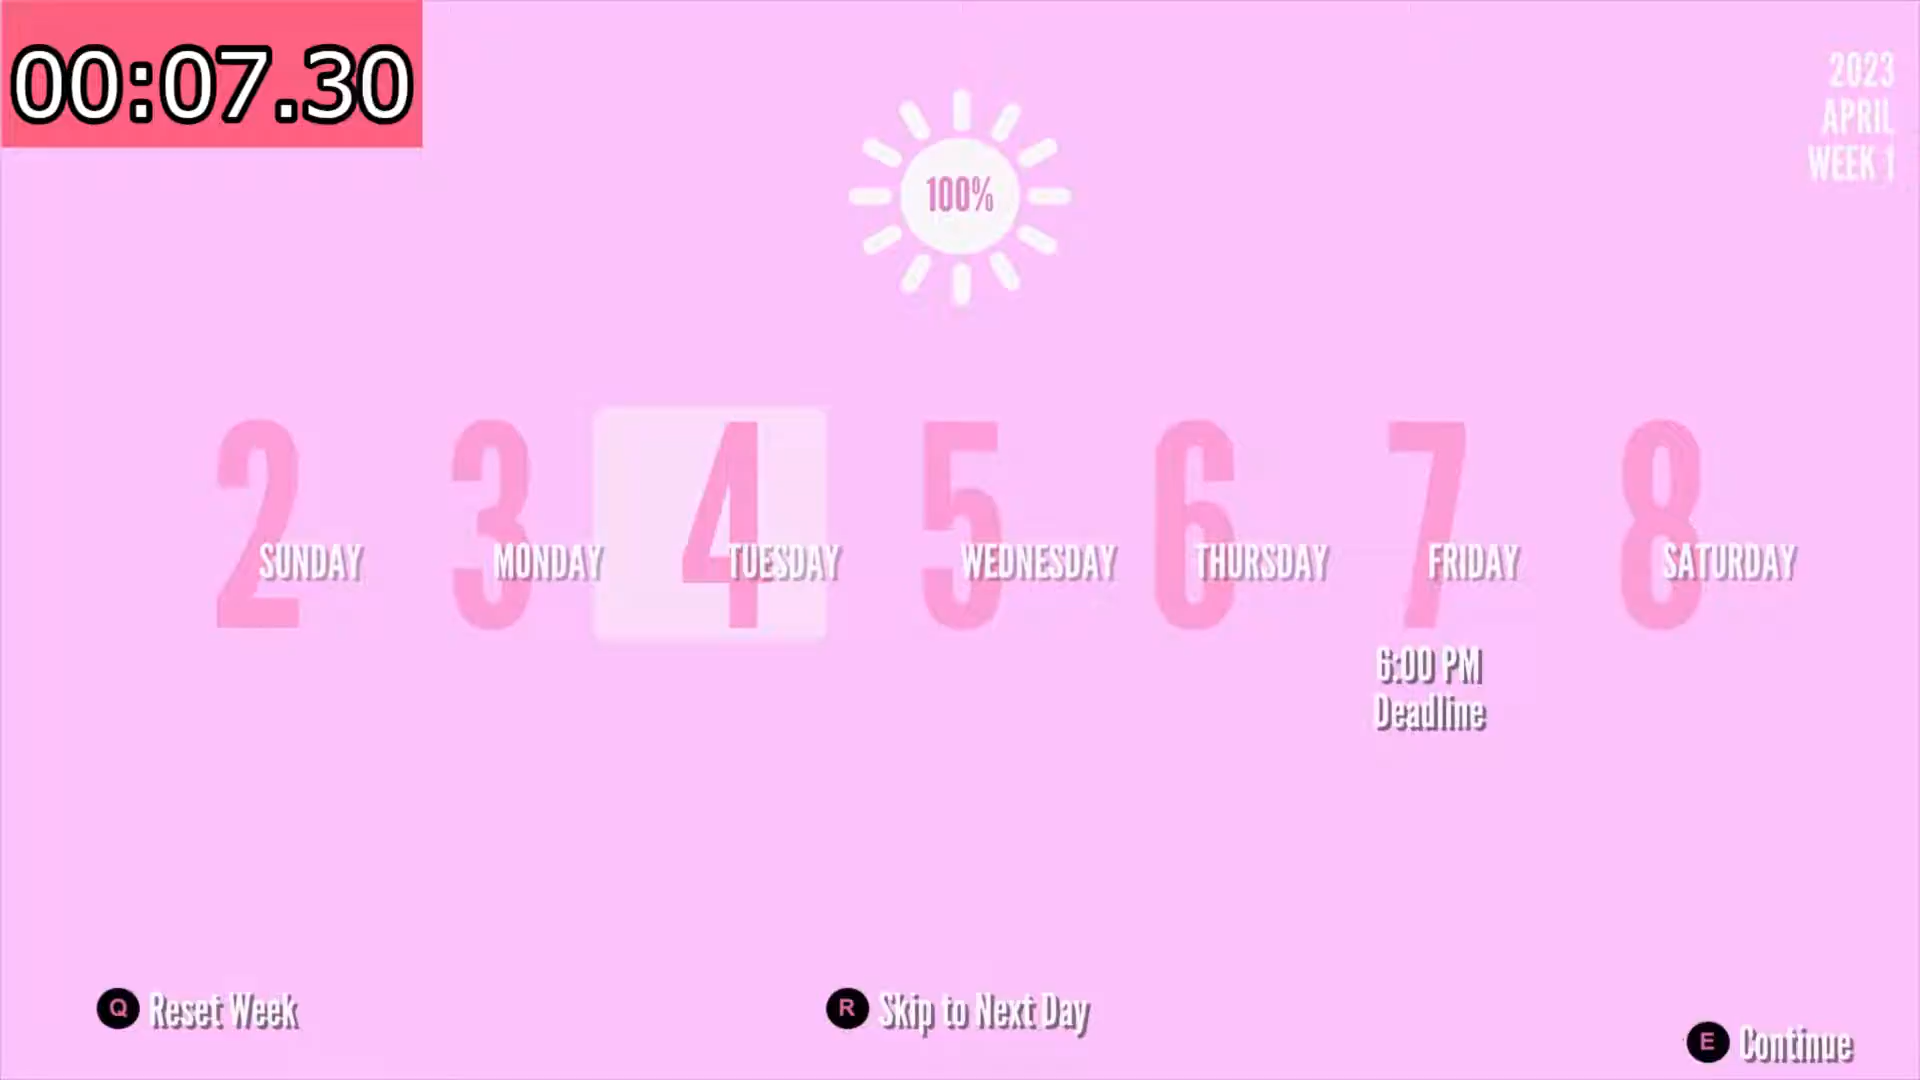 00:07.30
2023
APRIL
WEEK 1
100%
2 3 4 5 6 7 8
SUNDAY MONDAY TUESDAY WEDNESDAY THURSDAY FRIDAY SATURDAY
6:00 PM
Deadline
Q Reset Week
R Skip to Next Day
E Continue